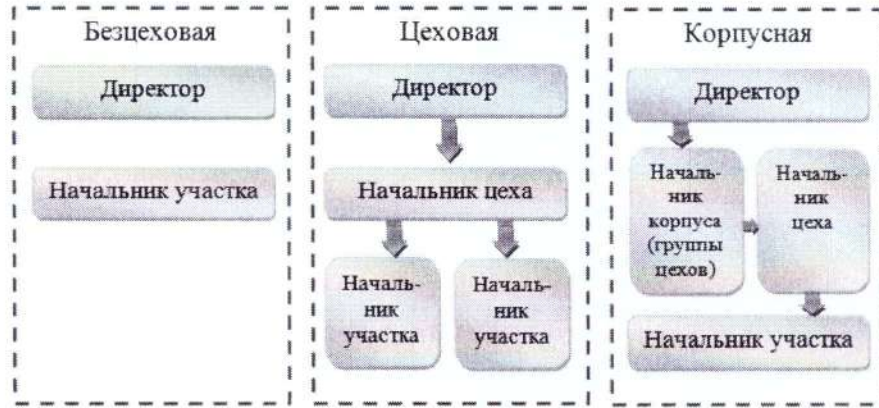 Безцеховая
Директор
Начальник участка
Цеховая
Директор
Начальник цеха
Началь-
ник
участка
Началь-
ник
участка
Корпусная
Директор
Началь-
ник
корпуса
(группы
цехов)
Началь-
ник
цеха
Начальник участка